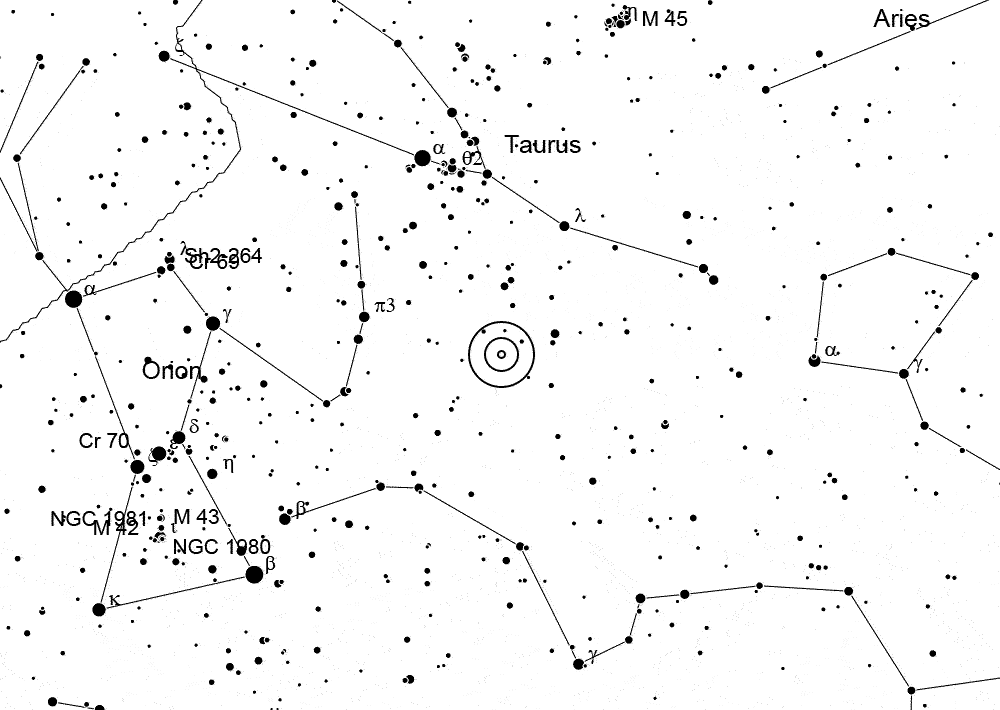 η M 45
Aries
ζ
α θ2 Taurus
λ
λ
Sh2-264
Cr 69
α
γ
π3
α
γ
Orion
δ
Cr 70
ζ ε
η
β
NGC 1981
M 43
M 42
ι
NGC 1980
β
κ
γ